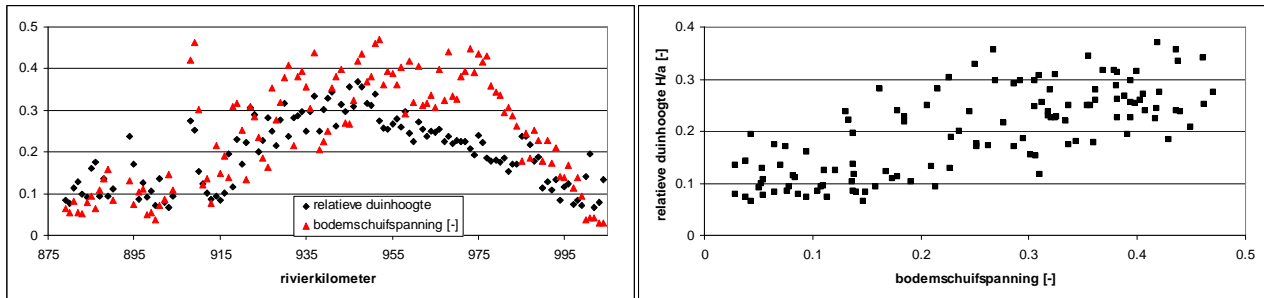 0.5
0.4
0.3
0.2
0.1
0
875 895 915 935 955 975 995
rivierkilometer
relatieve duinhoogte
bodemschuifspanning [-]
relatieve duinhoogte H/a [-]
0.4
0.3
0.2
0.1
0
0 0.1 0.2 0.3 0.4 0.5
bodemschuifspanning [-]